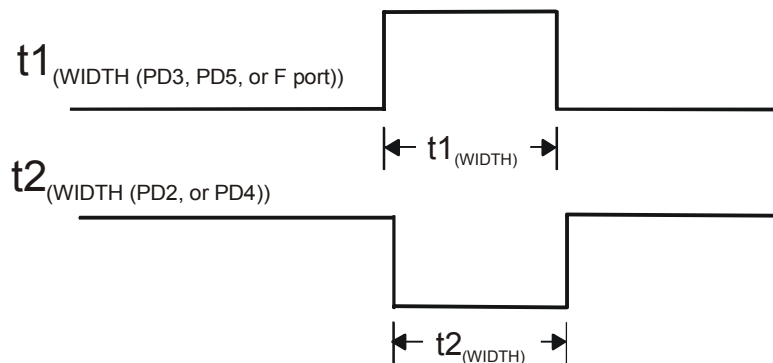 t1(WIDTH (PD3, PD5, or F port))
t1(WIDTH)
t2(WIDTH (PD2, or PD4))
t2(WIDTH)